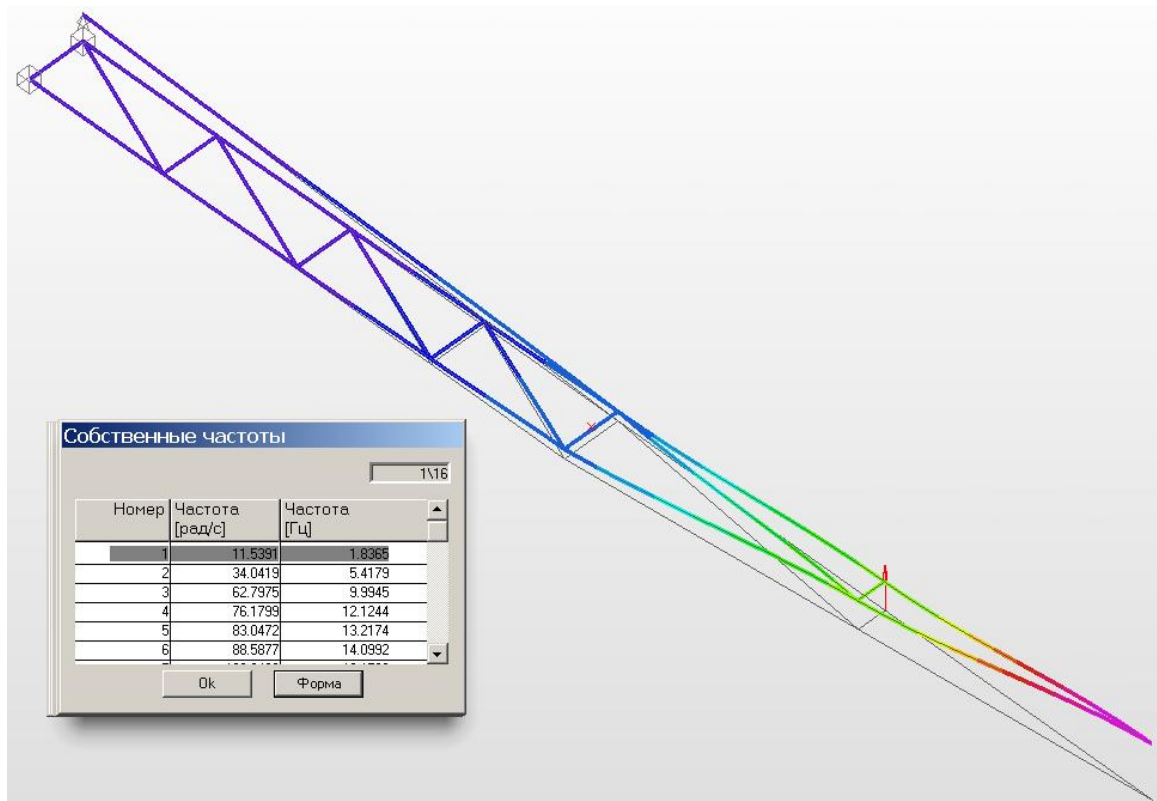 Собственные частоты
1\16
Номер Частота [рад/с] Частота [Гц]
1 11.5391 1.8365
2 34.0419 5.4179
3 62.7975 9.9945
4 76.1799 12.1244
5 83.0472 13.2174
6 88.5877 14.0992
Ok Форма